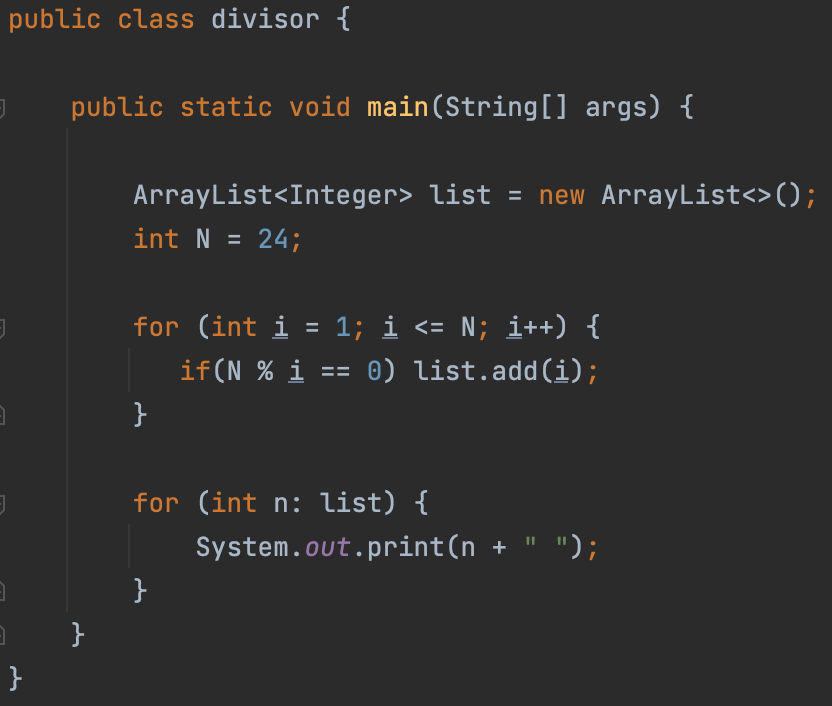 public class divisor {
public static void main(String[] args) {
ArrayList<Integer> list = new ArrayList<>();
int N = 24;
for (int i = 1; i <= N; i++) {
if(N % i == 0) list.add(i);
}
for (int n: list) {
System.out.print(n + " ");
}
}
}